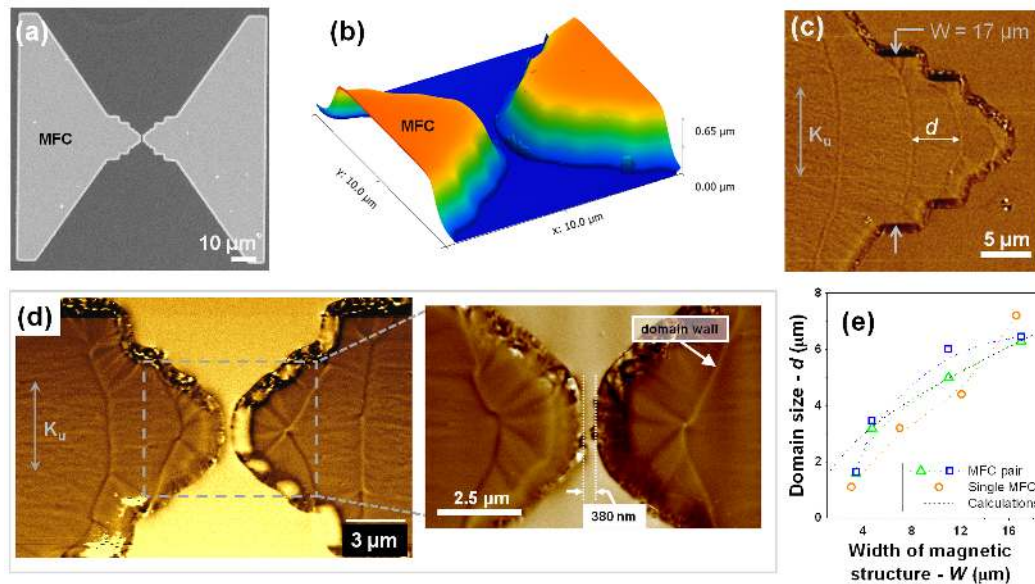 (a)
MFC
10 µm
(b)
MFC
0.65 µm
0.00 µm
Y: 10.0 µm
x: 10.0 µm
(c)
W = 17 µm
Ku
d
5 µm
(d)
Ku
3 µm
domain wall
2.5 µm
380 nm
(e)
8
6
4
2
0
0
4
8
12
16
Domain size - d (µm)
MFC pair
Single MFC
Calculations
Width of magnetic
structure - W (µm)